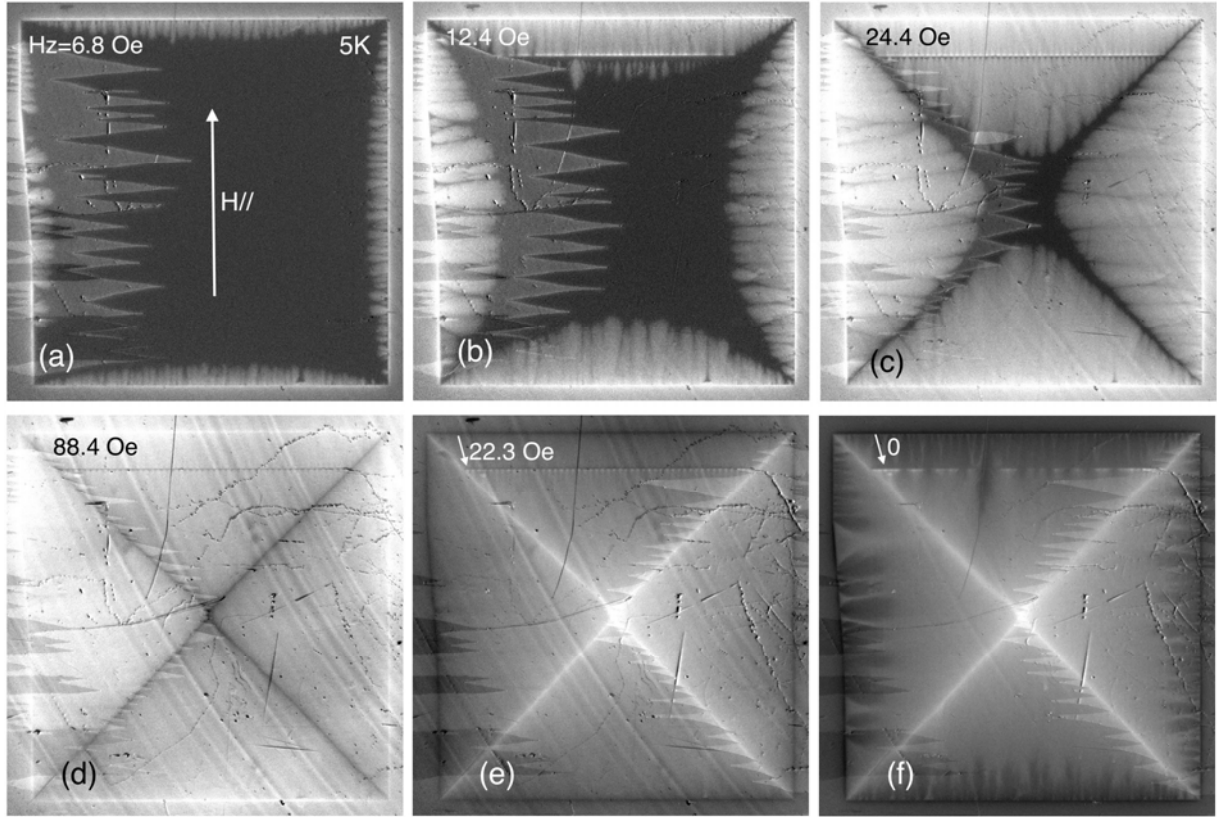 Hz=6.8 Oe
5K
H//
(a)
12.4 Oe
(b)
24.4 Oe
(c)
88.4 Oe
(d)
22.3 Oe
(e)
0
(f)